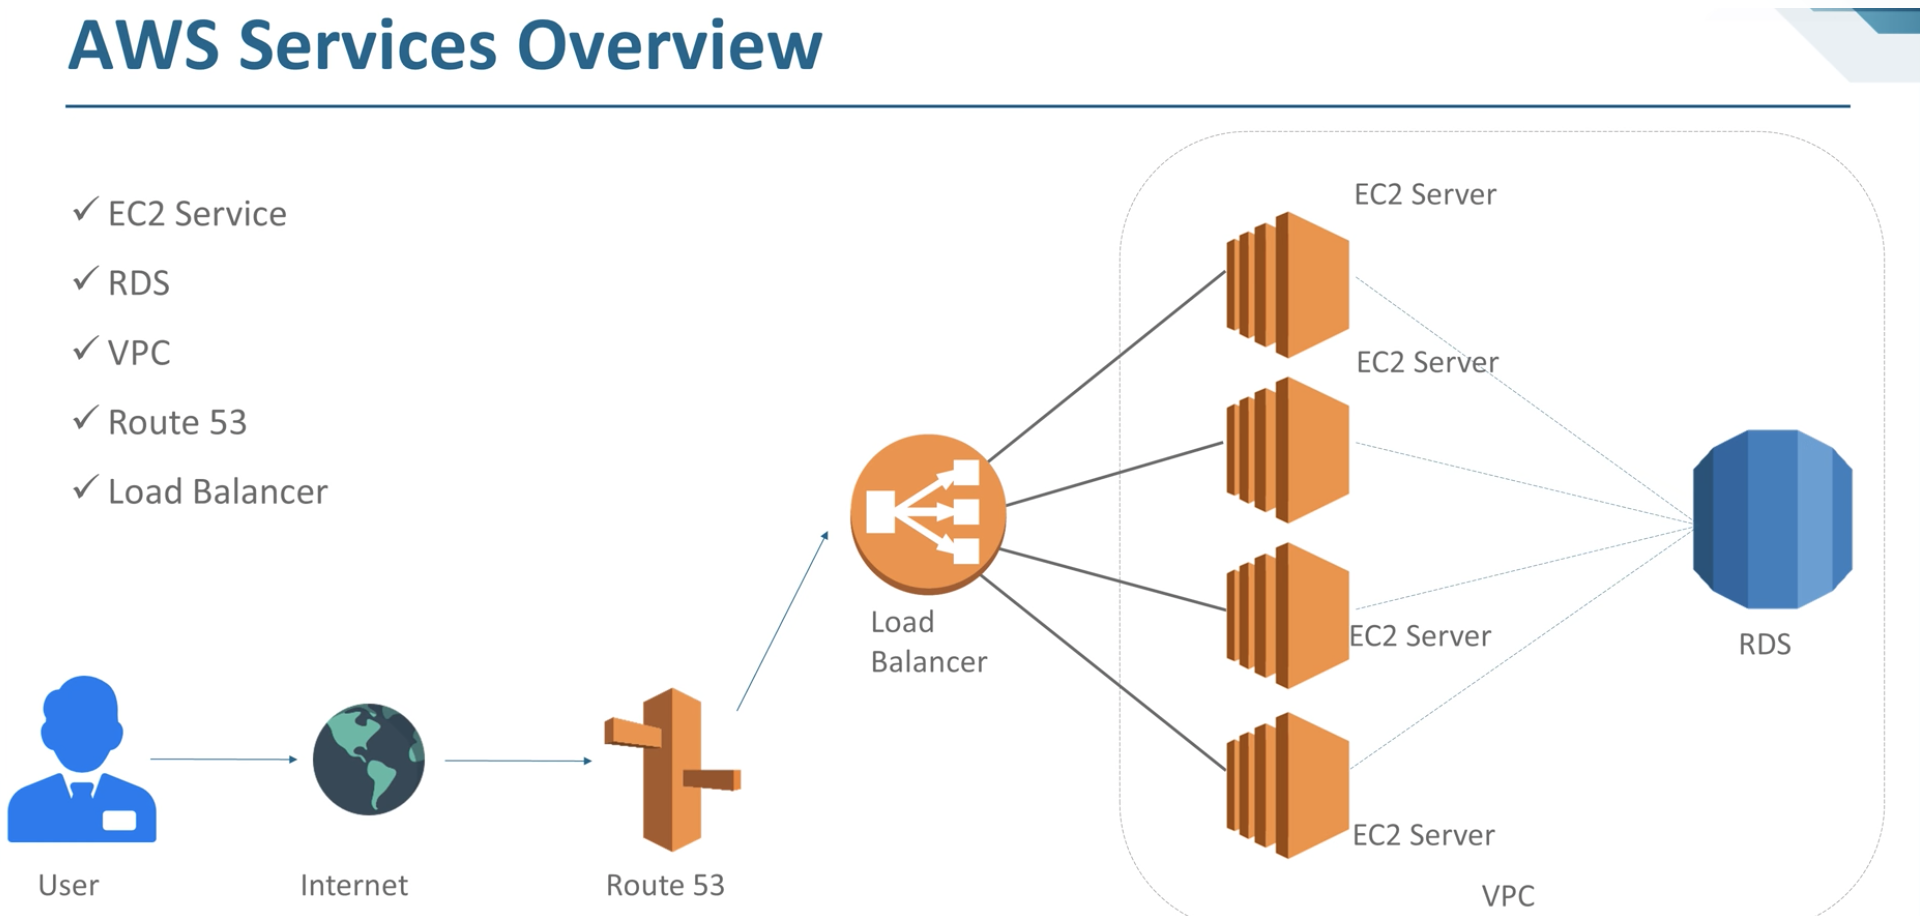 AWS Services Overview
✓ EC2 Service
✓ RDS
✓ VPC
✓ Route 53
✓ Load Balancer
EC2 Server
EC2 Server
Load
Balancer
EC2 Server
RDS
EC2 Server
User
Internet
Route 53
VPC